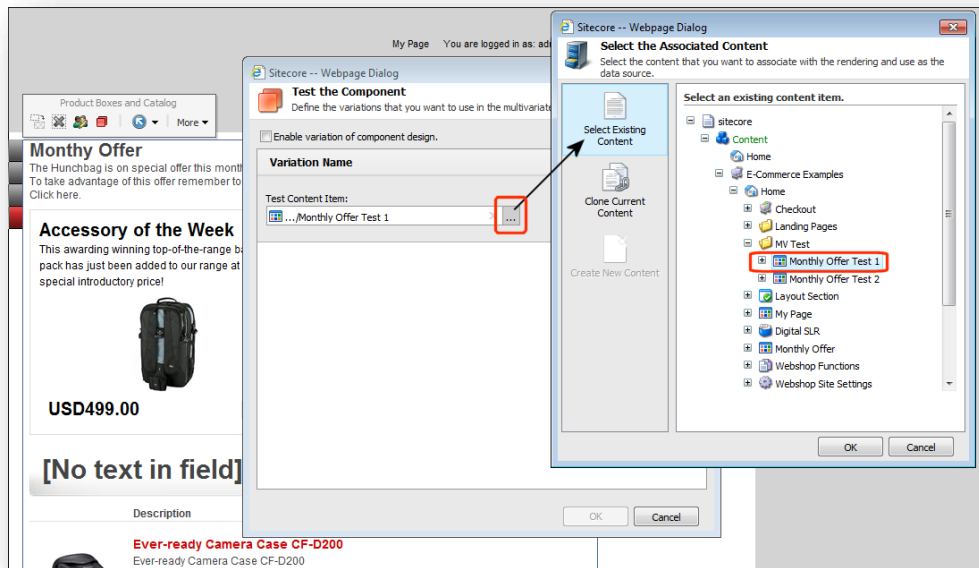 My Page You are logged in as: adm
Product Boxes and Catalog
More
Monthy Offer
The Hunchbag is on special offer this month
To take advantage of this offer remember to
Click here.
Accessory of the Week
This awarding winning top-of-the-range ba
pack has just been added to our range at
special introductory price!
USD499.00
[No text in field]
Description
Ever-ready Camera Case CF-D200
Ever-ready Camera Case CF-D200
Sitecore -- Webpage Dialog
Test the Component
Define the variations that you want to use in the multivariate
Enable variation of component design.
Variation Name
Test Content Item:
.../Monthly Offer Test 1
...
OK Cancel
Sitecore -- Webpage Dialog
Select the Associated Content
Select the content that you want to associate with the rendering and use as the
data source.
Select Existing
Content
Clone Current
Content
Create New Content
Select an existing content item.
sitecore
Content
Home
E-Commerce Examples
Home
Checkout
Landing Pages
MV Test
Monthly Offer Test 1
Monthly Offer Test 2
Layout Section
My Page
Digital SLR
Monthly Offer
Webshop Functions
Webshop Site Settings
OK Cancel